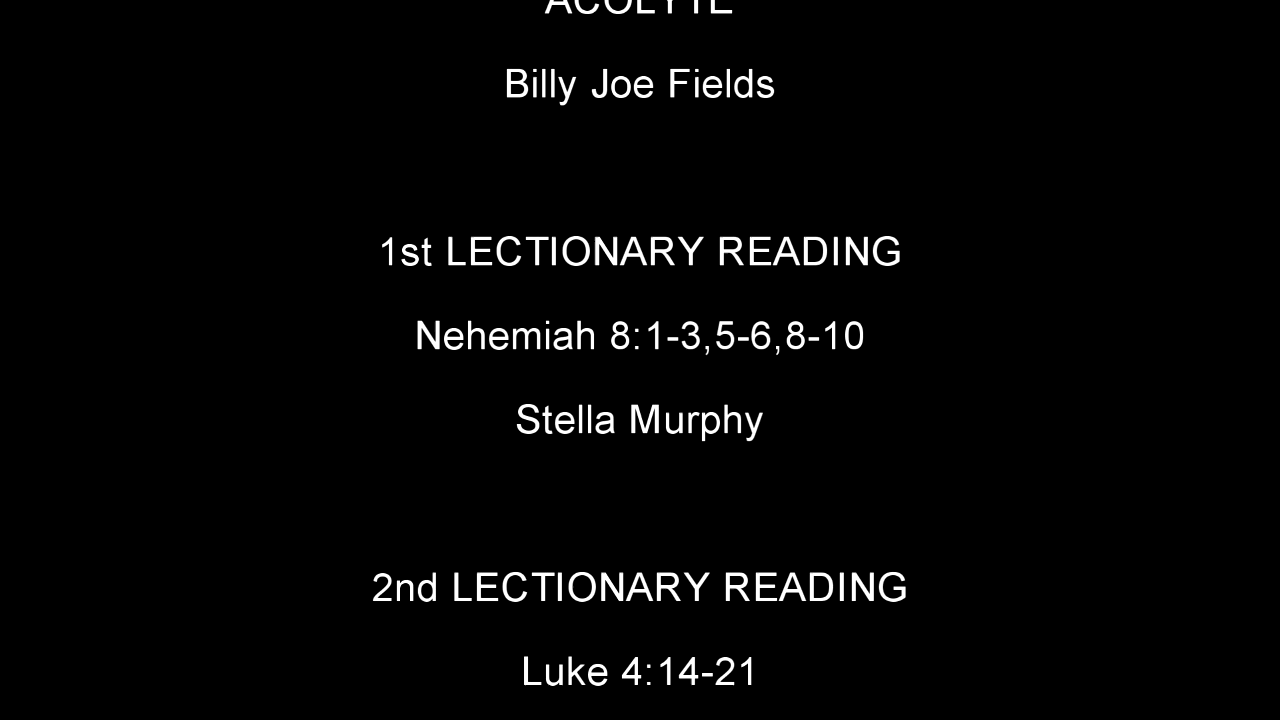 ACOLYTE
Billy Joe Fields
1st LECTIONARY READING
Nehemiah 8:1-3,5-6,8-10
Stella Murphy
2nd LECTIONARY READING
Luke 4:14-21